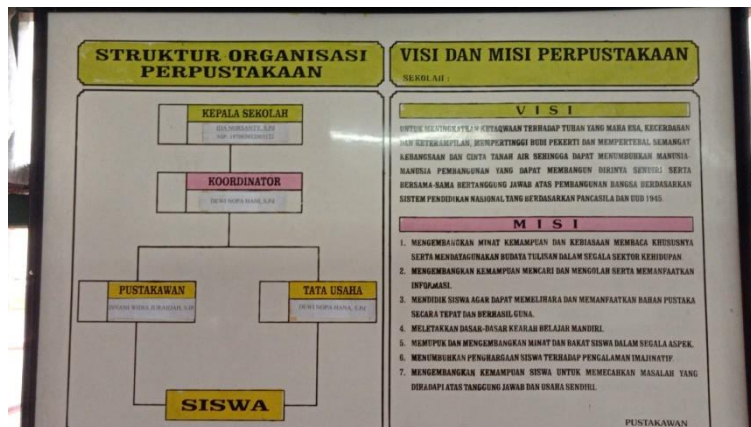 STRUKTUR ORGANISASI
PERPUSTAKAAN
KEPALA SEKOLAH
KOORDINATOR
PUSTAKAWAN
TATA USAHA
SISWA
VISI DAN MISI PERPUSTAKAAN
SEKOLAH :
V I S I
UNTUK MENINGKATKAN KETAQWAAN TERHADAP TUHAN YANG MAHA ESA, KECERDASAN
DAN KETERAMPILAN, MEMPERTINGGI BUDI PEKERTI DAN MEMPERTEBAL SEMANGAT
KEBANGSAAN DAN CINTA TANAH AIR SEHINGGA DAPAT MENUMBUHKAN MANUSIA-
MANUSIA PEMBANGUNAN YANG DAPAT MEMBANGUN DIRINYA SENDIRI SERTA
BERSAMA-SAMA BERTANGGUNG JAWAB ATAS PEMBANGUNAN BANGSA BERDASARKAN
SISTEM PENDIDIKAN NASIONAL YANG BERDASARKAN PANCASILA DAN UUD 1945.
M I S I
1. MENGEMBANGKAN MINAT KEMAMPUAN DAN KEBIASAAN MEMBACA KHUSUSNYA
SERTA MENDAYAGUNAKAN BUDAYA TULISAN DALAM SEGALA SEKTOR KEHIDUPAN.
2. MENGEMBANGKAN KEMAMPUAN MENCARI DAN MENGOLAH SERTA MEMANFAATKAN
INFORMASI.
3. MENDIDIK SISWA AGAR DAPAT MEMELIHARA DAN MEMANFAATKAN BAHAN PUSTAKA
SECARA TEPAT DAN BERHASIL GUNA.
4. MELETAKKAN DASAR-DASAR KEARAH BELAJAR MANDIRI.
5. MEMUPUK DAN MENGEMBANGKAN MINAT DAN BAKAT SISWA DALAM SEGALA ASPEK.
6. MENUMBUHKAN PENGHARGAAN SISWA TERHADAP PENGALAMAN IMAJINATIF
7. MENGEMBANGKAN KEMAMPUAN SISWA UNTUK MEMECAHKAN MASALAH YANG
DIHADAPI ATAS TANGGUNG JAWAB DAN USAHA SENDIRI.
PUSTAKAWAN